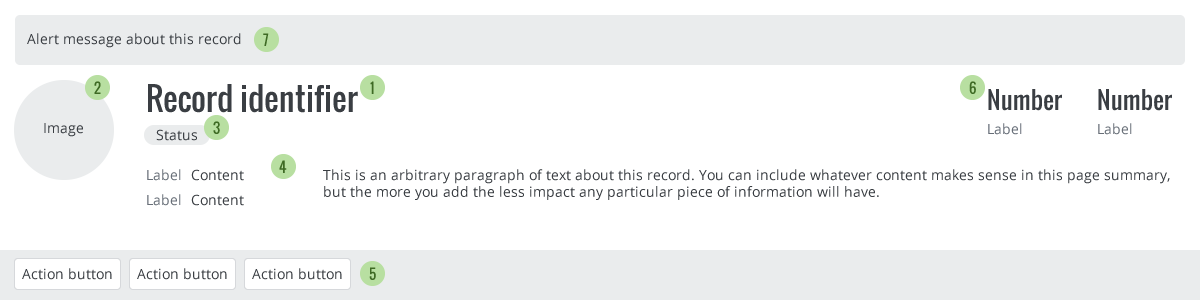 Alert message about this record 7
Image 2
Record identifier 1
Status 3
6 Number Number
Label Label
Label Content 4
Label Content
This is an arbitrary paragraph of text about this record. You can include whatever content makes sense in this page summary,
but the more you add the less impact any particular piece of information will have.
Action button Action button Action button 5